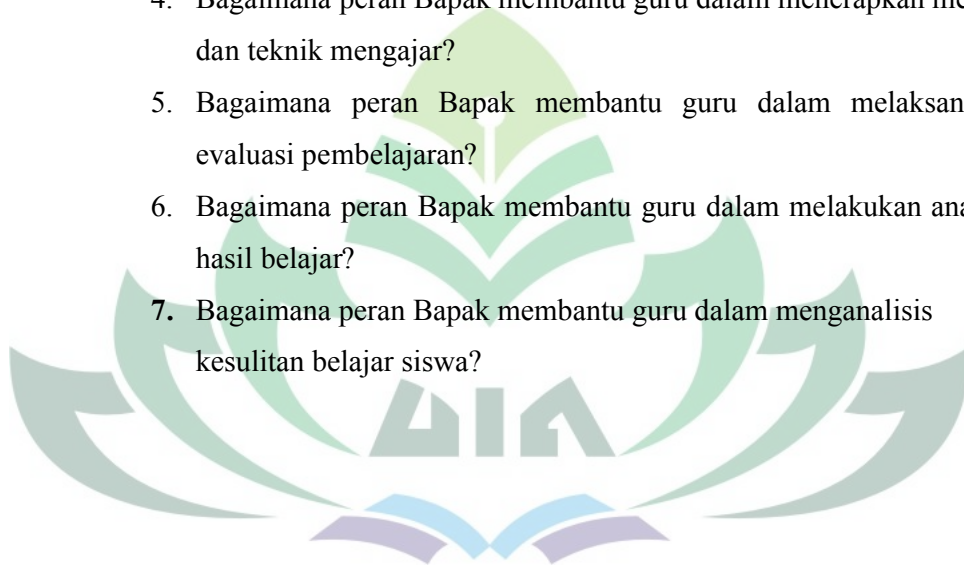 4. Bagaimana peran Bapak membantu guru dalam menerapkan
dan teknik mengajar?
5. Bagaimana peran Bapak membantu guru dalam
evaluasi pembelajaran?
6. Bagaimana peran Bapak membantu guru dalam melakukan
hasil belajar?
7. Bagaimana peran Bapak membantu guru dalam menganalisis
kesulitan belajar siswa?
UIN